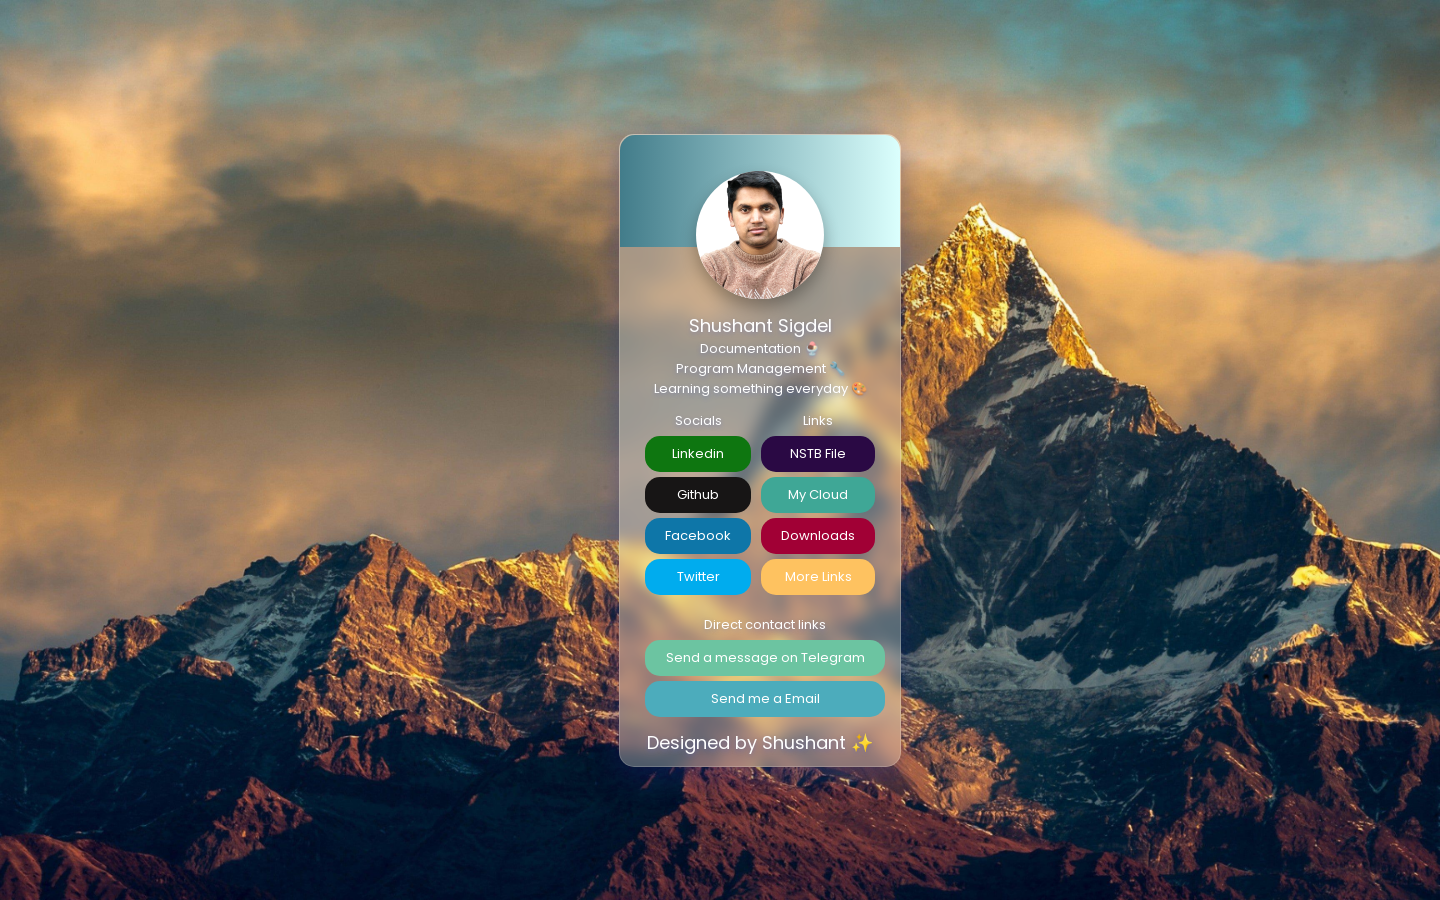 Shushant Sigdel
Documentation 🍨
Program Management 🔧
Learning something everyday 🎨
Socials
Links
Linkedin
NSTB File
Github
My Cloud
Facebook
Downloads
Twitter
More Links
Direct contact links
Send a message on Telegram
Send me a Email
Designed by Shushant ✨